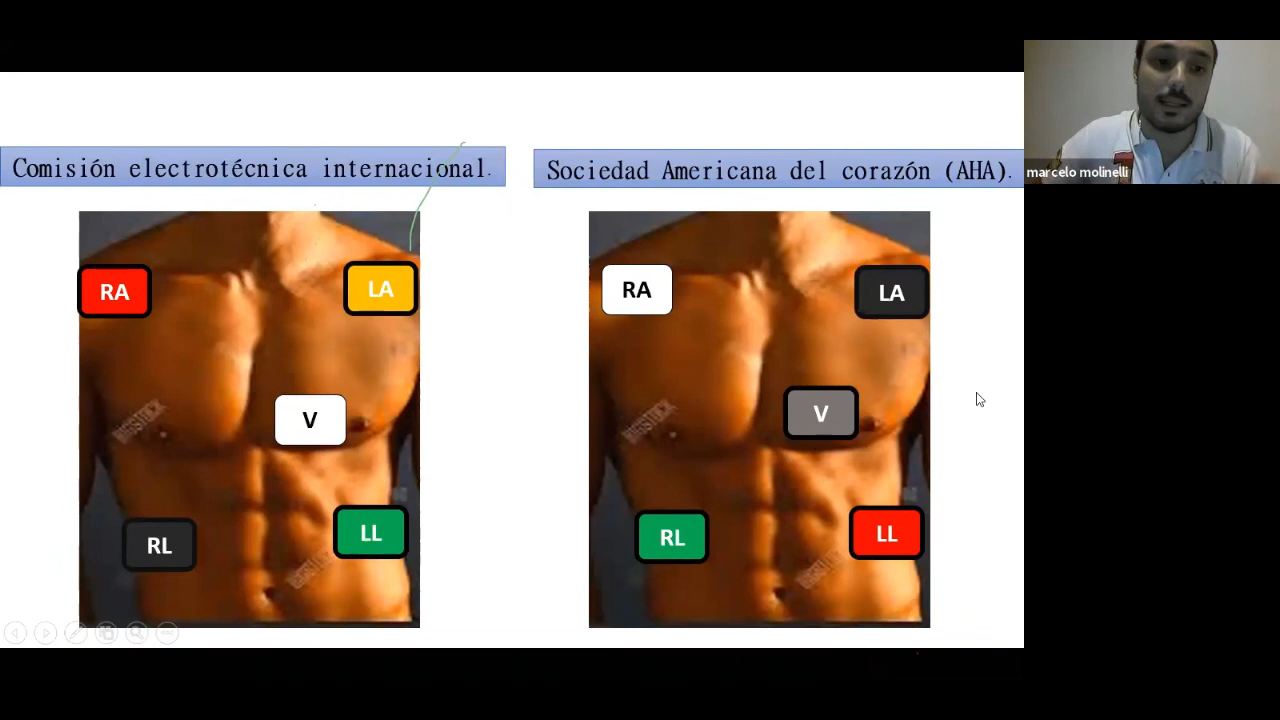 Comisión electrotécnica internacional.
Sociedad Americana del corazón (AHA).
marcelo molinelli
RA
LA
V
RL
LL
RA
LA
V
RL
LL